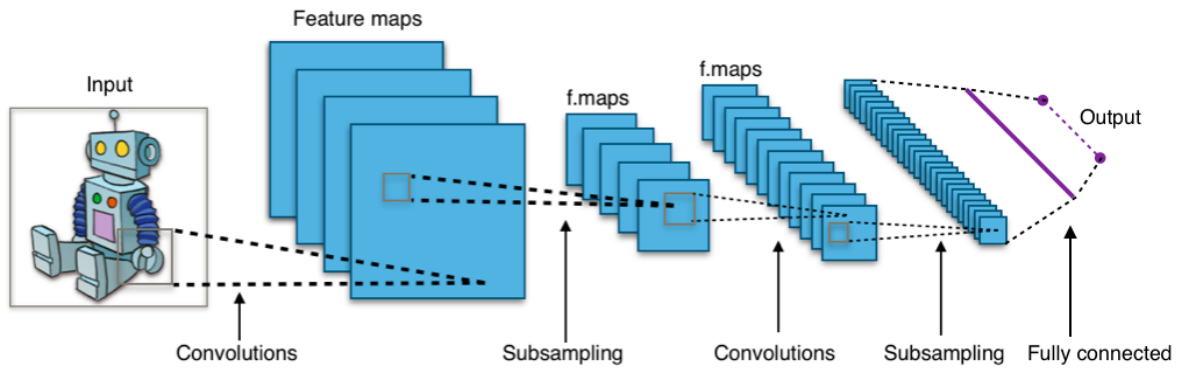 Feature maps
Input
f.maps
f.maps
Output
Convolutions
Subsampling
Convolutions
Subsampling
Fully connected